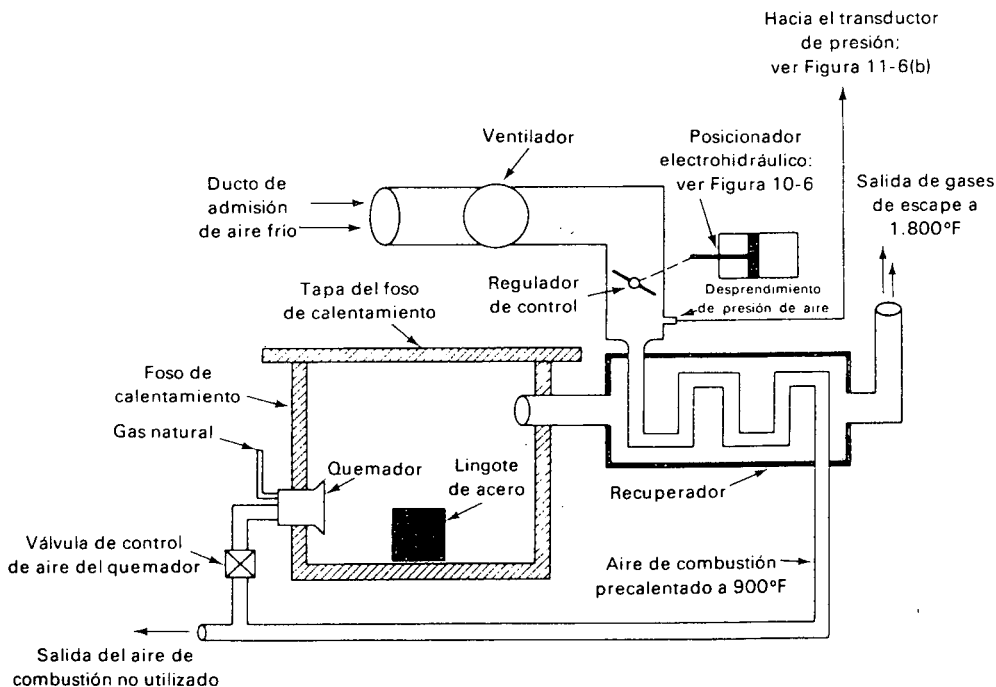 Hacia el transductor
de presión;
ver Figura 11-6(b)
Ventilador
Posicionador
electrohidráulico:
ver Figura 10-6
Salida de gases
de escape a
1.800ºF
Ducto de
admisión
de aire frío
Regulador
de control
Desprendimiento
de presión de aire
Tapa del foso
de calentamiento
Foso de
calentamiento
Gas natural
Quemador
Lingote
de acero
Recuperador
Válvula de control
de aire del quemador
Aire de combustión
precalentado a 900ºF
Salida del aire de
combustión no utilizado